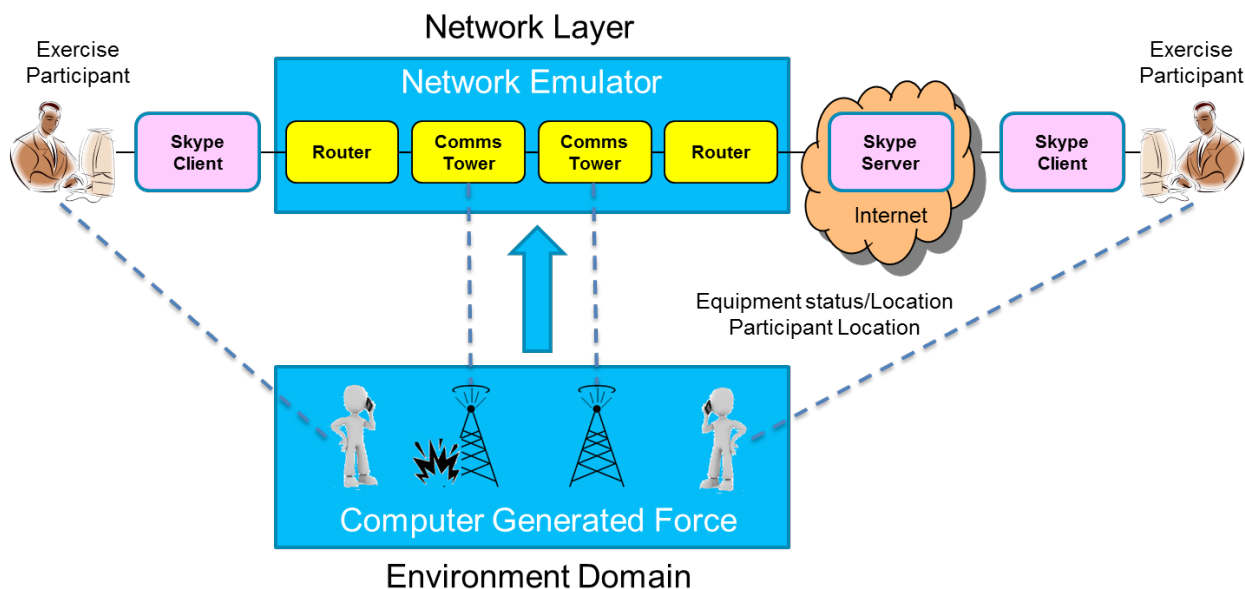 Network Layer
Exercise
Participant
Exercise
Participant
Network Emulator
Skype
Client
Router
Comms
Tower
Comms
Tower
Router
Skype
Server
Skype
Client
Internet
Equipment status/Location
Participant Location
Computer Generated Force
Environment Domain